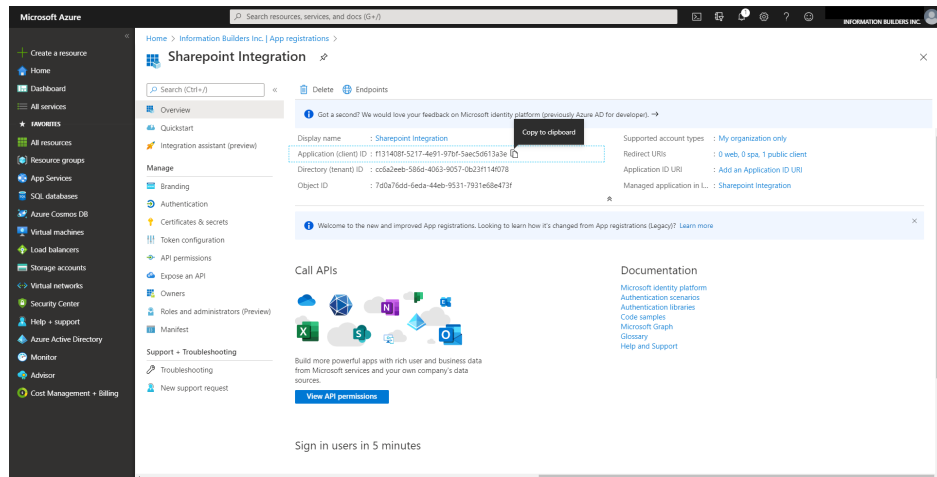 Microsoft Azure
Search resources, services, and docs (G+/)
1
INFORMATION BUILDERS INC.
«
Create a resource
Home
Dashboard
All services
FAVORITES
All resources
Resource groups
App Services
SQL databases
Azure Cosmos DB
Virtual machines
Load balancers
Storage accounts
Virtual networks
Security Center
Help + support
Azure Active Directory
Monitor
Advisor
Cost Management + Billing
Home > Information Builders Inc. | App registrations >
Sharepoint Integration
Search (Ctrl+/)
«
Overview
Quickstart
Integration assistant (preview)
Manage
Branding
Authentication
Certificates & secrets
Token configuration
API permissions
Expose an API
Owners
Roles and administrators (Preview)
Manifest
Support + Troubleshooting
Troubleshooting
New support request
Delete
Endpoints
Got a second? We would love your feedback on Microsoft identity platform (previously Azure AD for developer). →
Copy to clipboard
Display name : Sharepoint Integration
Application (client) ID : f131408f-5217-4e91-97bf-5aec5d613a3e
Directory (tenant) ID : cc6a2eeb-586d-4063-9057-0b23f114f078
Object ID : 7d0a76dd-6eda-44eb-9531-7931e68e473f
Supported account types : My organization only
Redirect URIs : 0 web, 0 spa, 1 public client
Application ID URI : Add an Application ID URI
Managed application in l... : Sharepoint Integration
Welcome to the new and improved App registrations. Looking to learn how it's changed from App registrations (Legacy)? Learn more
Call APIs
Build more powerful apps with rich user and business data
from Microsoft services and your own company's data
sources.
View API permissions
Documentation
Microsoft identity platform
Authentication scenarios
Authentication libraries
Code samples
Microsoft Graph
Glossary
Help and Support
Sign in users in 5 minutes